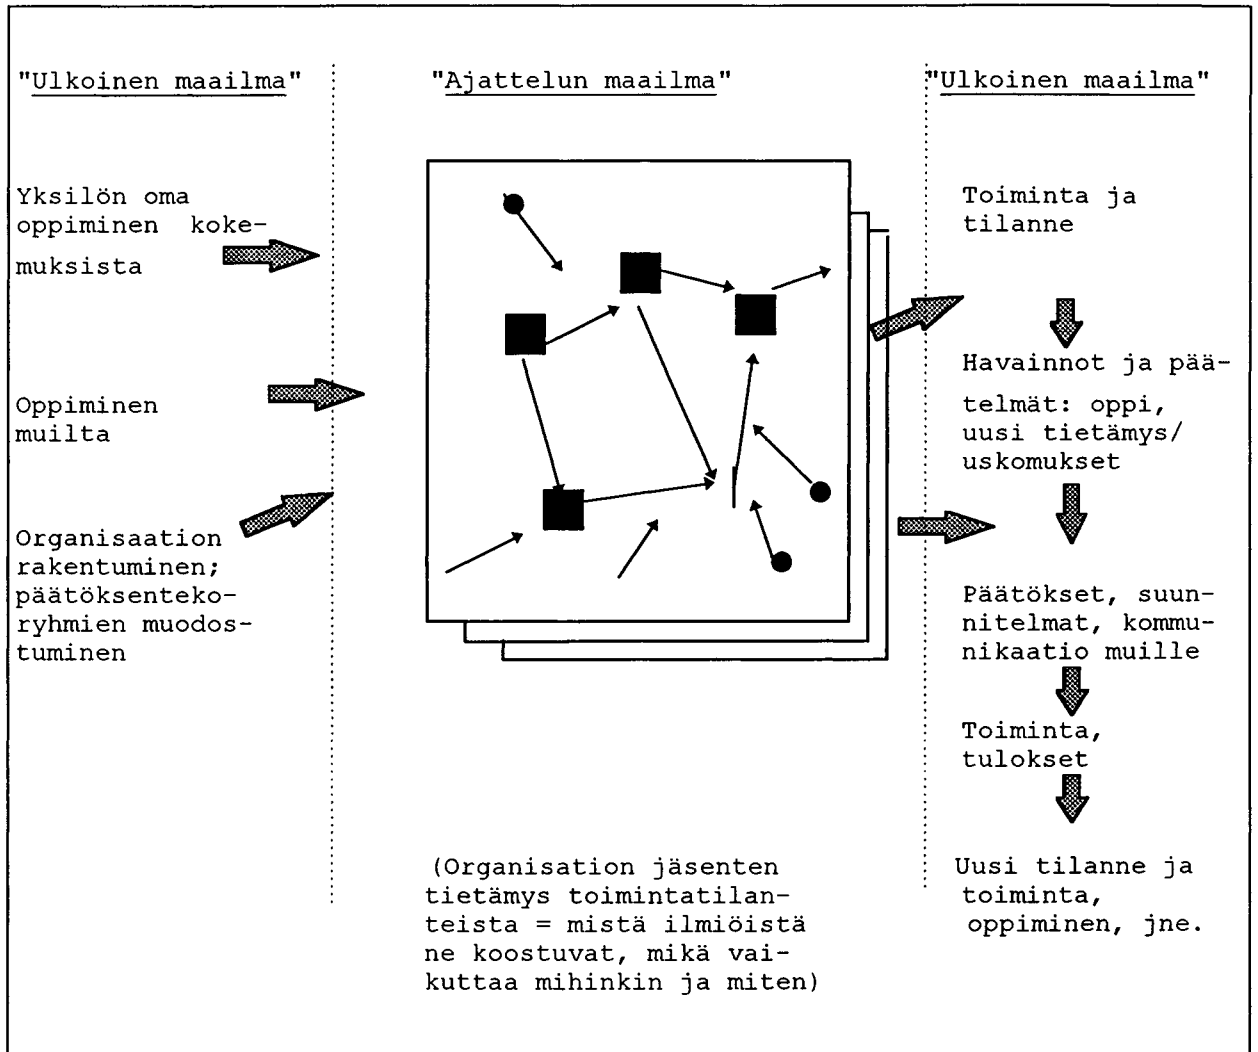 "Ulkoinen maailma"
"Ajattelun maailma"
"Ulkoinen maailma"
Yksilön oma
oppiminen koke-
muksista
Oppiminen
muilta
Organisaation
rakentuminen;
päätöksenteko-
ryhmien muodos-
tuminen
(Organisation jäsenten
tietämys toimintatilan-
teista = mistä ilmiöistä
ne koostuvat, mikä vai-
kuttaa mihinkin ja miten)
Toiminta ja
tilanne
Havainnot ja pää-
telmät: oppi,
uusi tietämys/
uskomukset
Päätökset, suun-
nitelmat, kommu-
nikaatio muille
Toiminta,
tulokset
Uusi tilanne ja
toiminta,
oppiminen, jne.